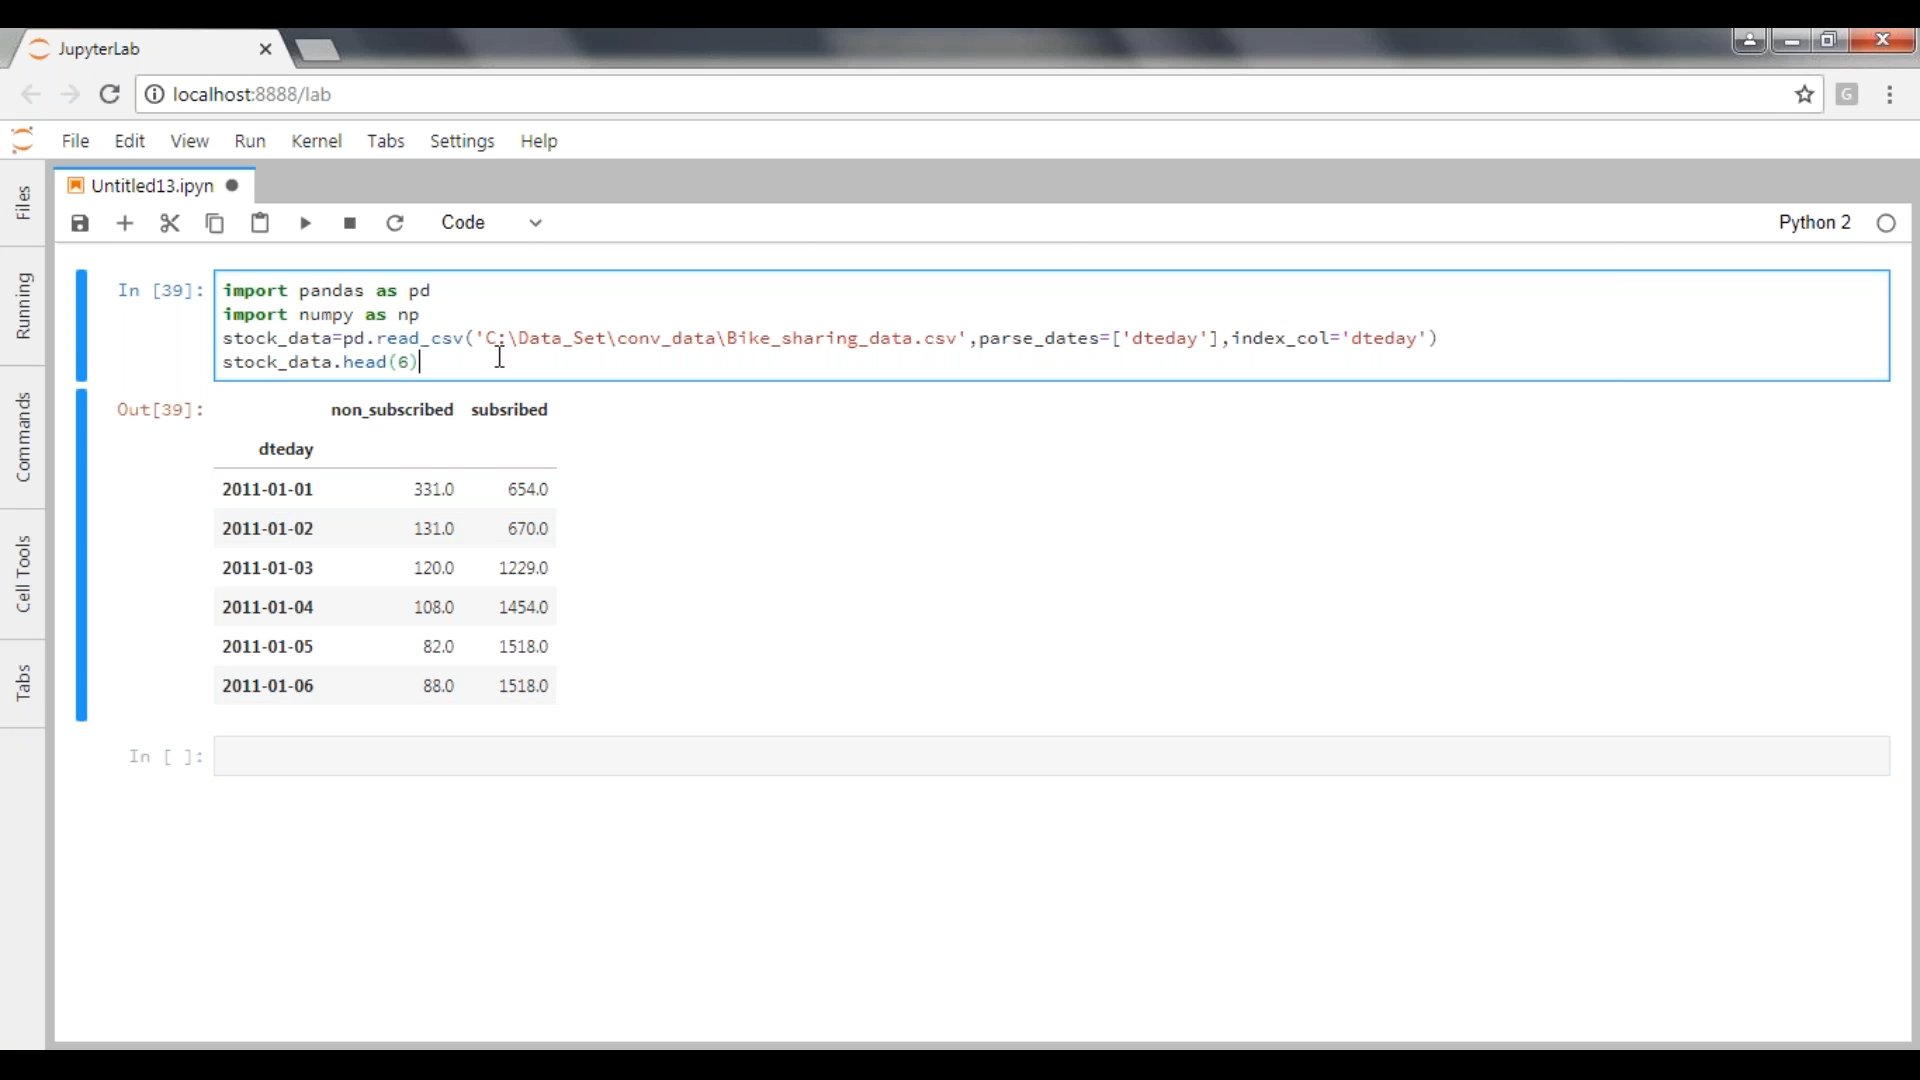 JupyterLab
localhost:8888/lab
G
File Edit View Run Kernel Tabs Settings Help
Files
Running
Commands
Cell Tools
Tabs
Untitled13.ipyn
Code
Python 2
In [39]:
import pandas as pd
import numpy as np
stock_data=pd.read_csv('C:\Data_Set\conv_data\Bike_sharing_data.csv',parse_dates=['dteday'],index_col='dteday')
stock_data.head(6)
Out[39]:
non_subscribed subsribed
dteday
2011-01-01 331.0 654.0
2011-01-02 131.0 670.0
2011-01-03 120.0 1229.0
2011-01-04 108.0 1454.0
2011-01-05 82.0 1518.0
2011-01-06 88.0 1518.0
In [ ]: